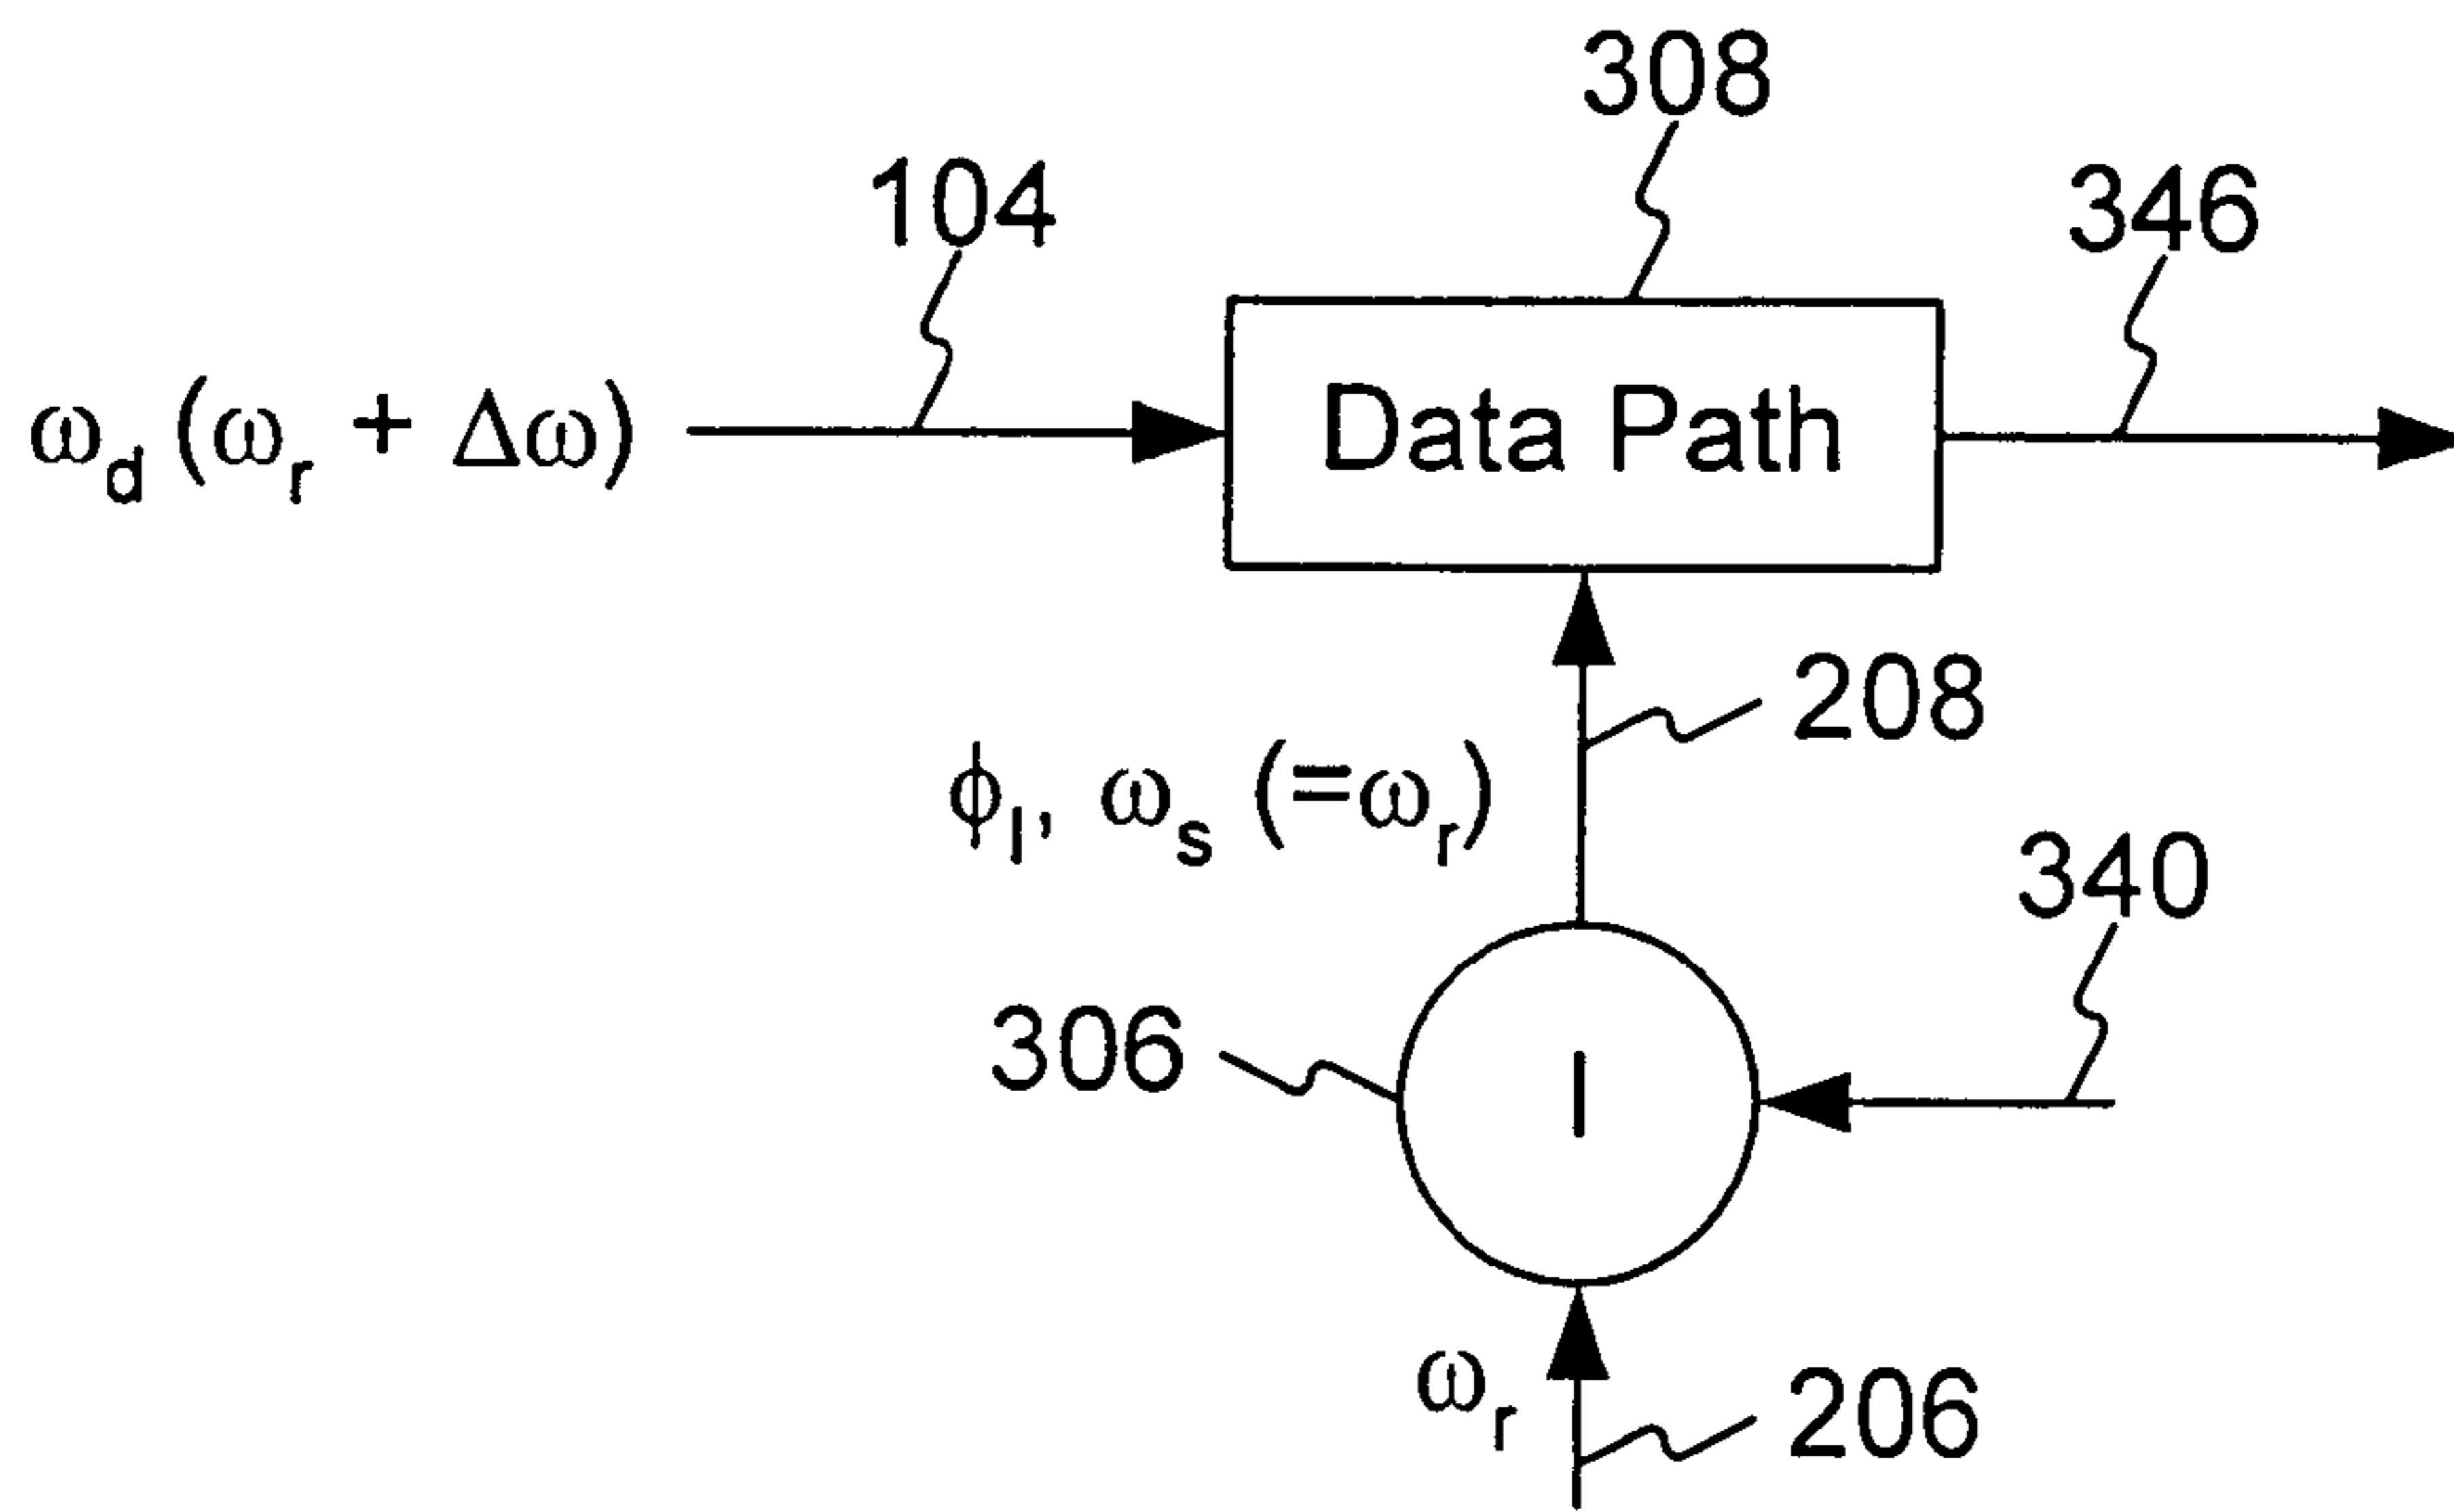 308
104
346
ω_d (ω_r + Δω)
Data Path
208
ϕ_I, ω_s (=ω_r)
340
306
I
ω_r
206